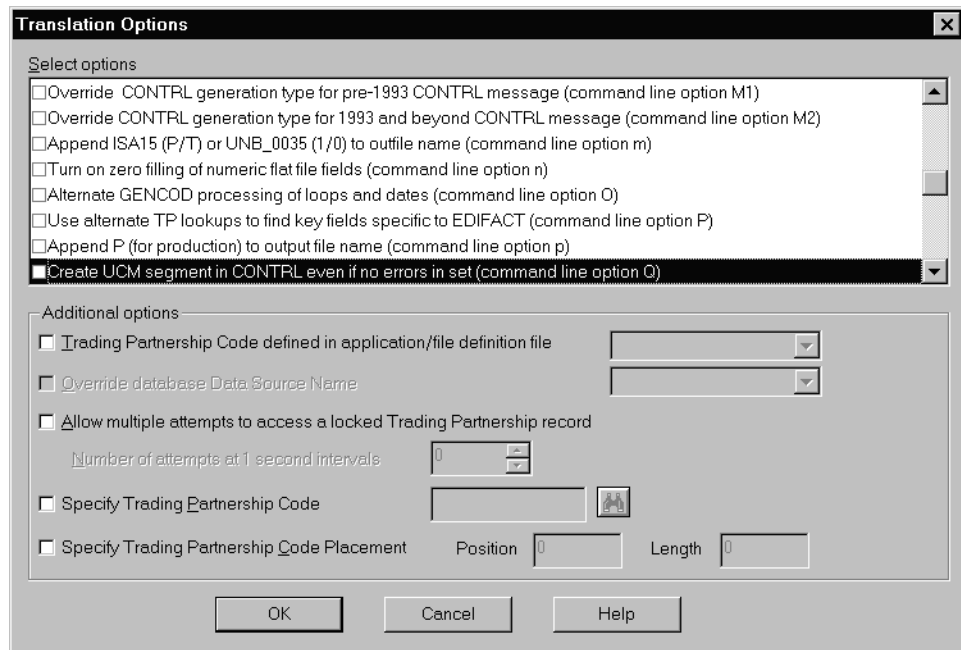 Translation Options
Select options
Override CONTRL generation type for pre-1993 CONTRL message (command line option M1)
Override CONTRL generation type for 1993 and beyond CONTRL message (command line option M2)
Append ISA15 (P/T) or UNB_0035 (1/0) to outfile name (command line option m)
Turn on zero filling of numeric flat file fields (command line option n)
Alternate GENCOD processing of loops and dates (command line option O)
Use alternate TP lookups to find key fields specific to EDIFACT (command line option P)
Append P (for production) to output file name (command line option p)
Create UCM segment in CONTRL even if no errors in set (command line option Q)
Additional options
Trading Partnership Code defined in application/file definition file
Override database Data Source Name
Allow multiple attempts to access a locked Trading Partnership record
Number of attempts at 1 second intervals 0
Specify Trading Partnership Code
Specify Trading Partnership Code Placement Position 0 Length 0
OK Cancel Help